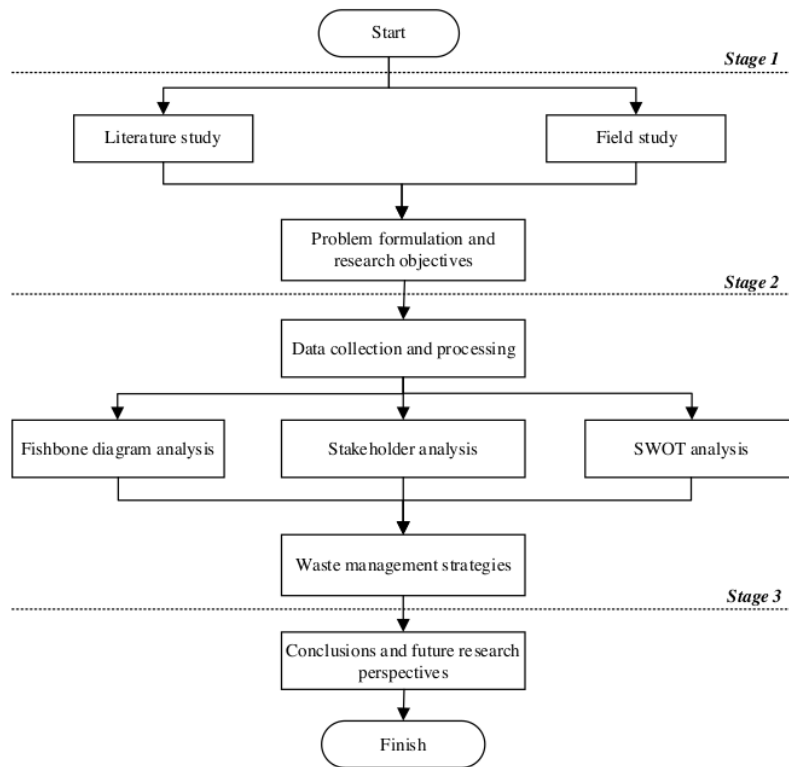 Start
Stage 1
Literature study
Field study
Problem formulation and
research objectives
Stage 2
Data collection and processing
Fishbone diagram analysis
Stakeholder analysis
SWOT analysis
Waste management strategies
Stage 3
Conclusions and future research
perspectives
Finish